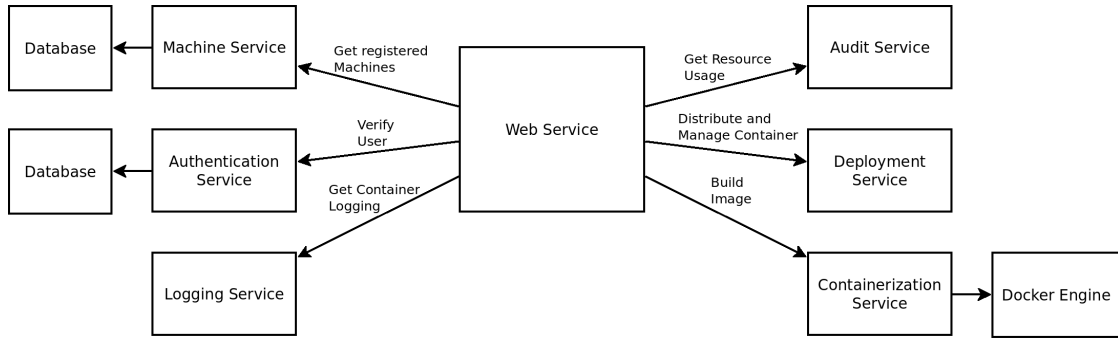 Database
Machine Service
Get registered
Machines
Web Service
Get Resource
Usage
Audit Service
Database
Authentication
Service
Verify
User
Distribute and
Manage Container
Deployment
Service
Get Container
Logging
Logging Service
Build
Image
Containerization
Service
Docker Engine